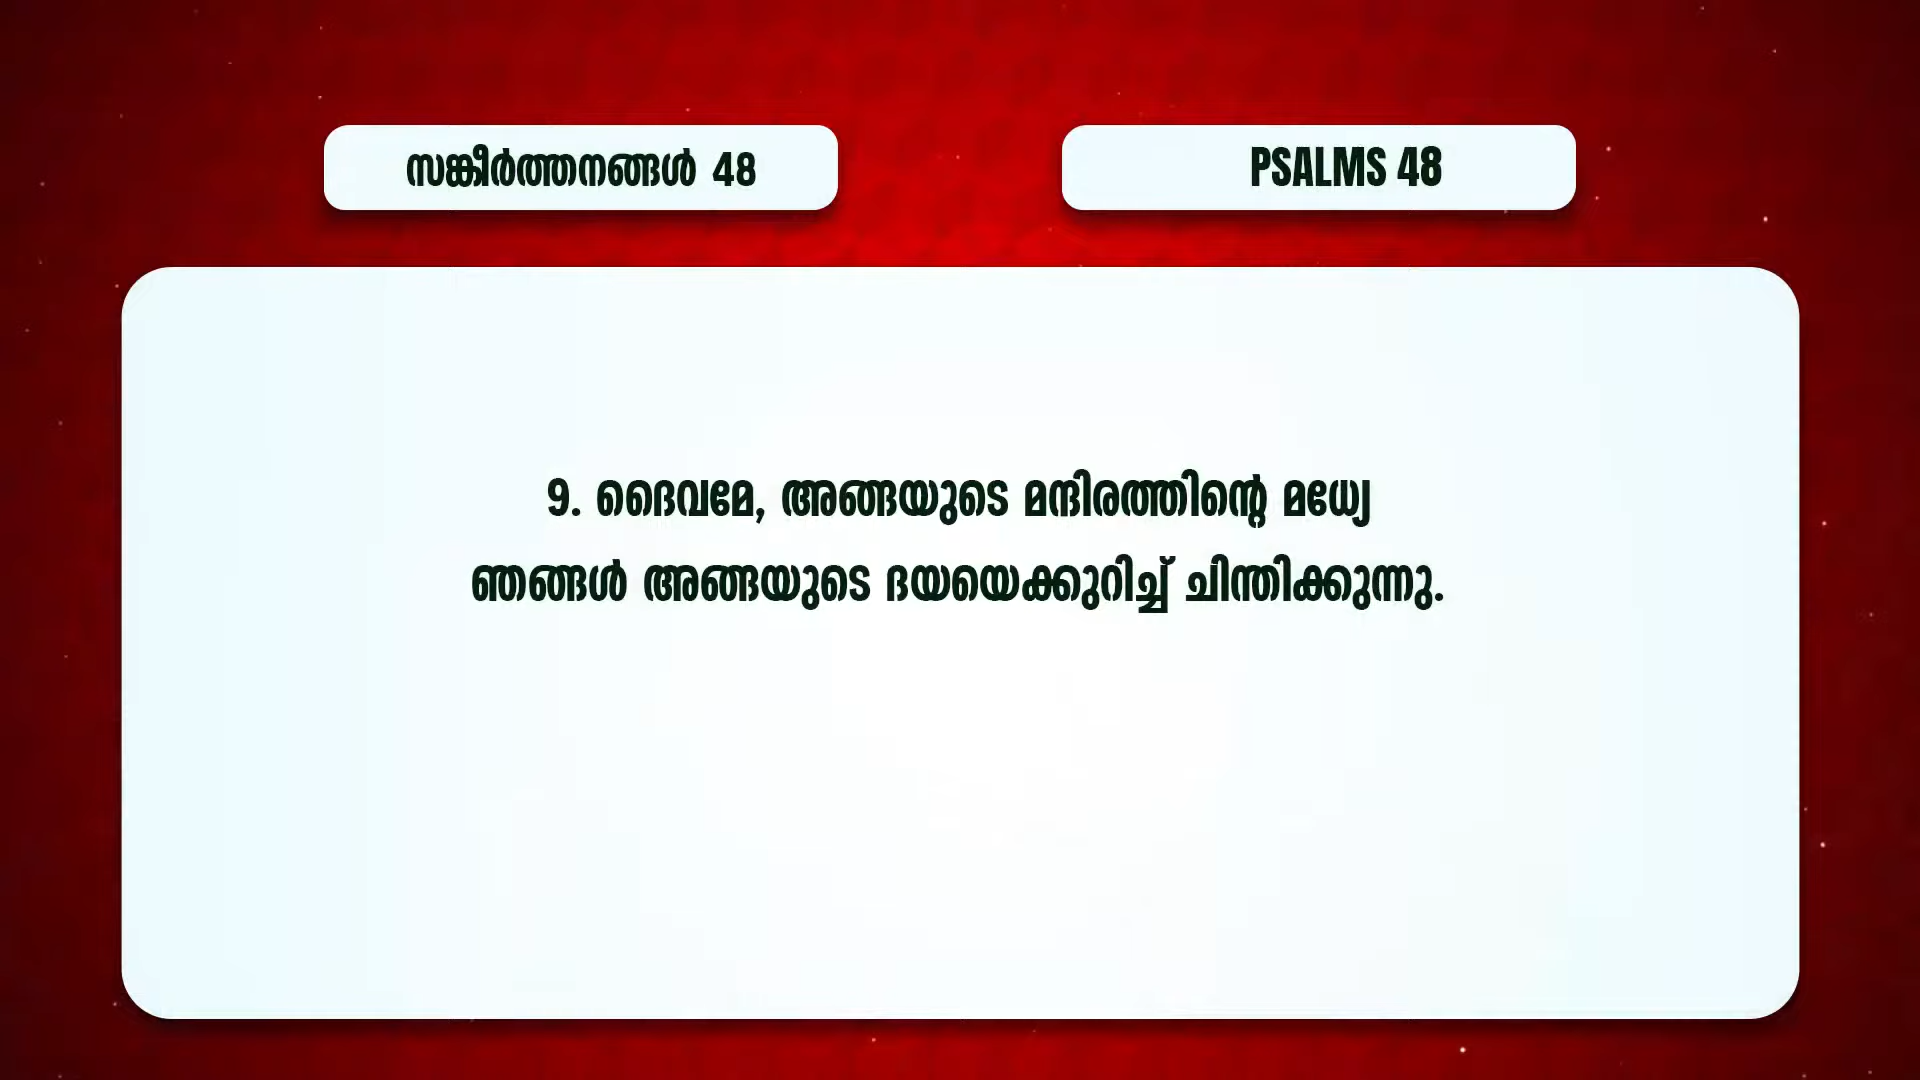 സങ്കീർത്തനങ്ങൾ 48
PSALMS 48
9. ദൈവമേ, അങ്ങയുടെ മന്ദിരത്തിന്റെ മധ്യേ
ഞങ്ങൾ അങ്ങയുടെ ദയയെക്കുറിച്ച് ചിന്തിക്കുന്നു.